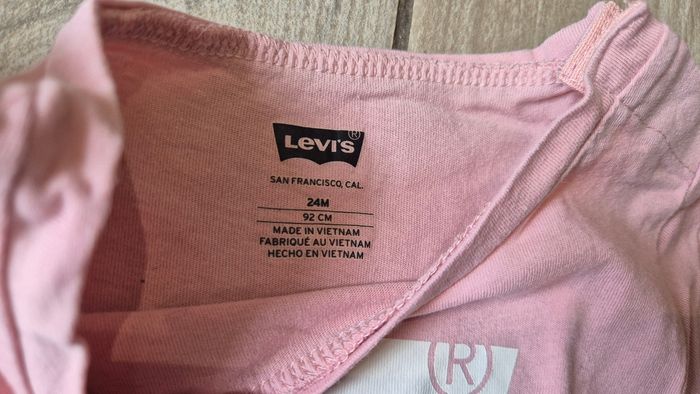 LEVI'S ®
SAN FRANCISCO, CAL.
24M
92 CM
MADE IN VIETNAM
FABRIQUÉ AU VIETNAM
HECHO EN VIETNAM
®